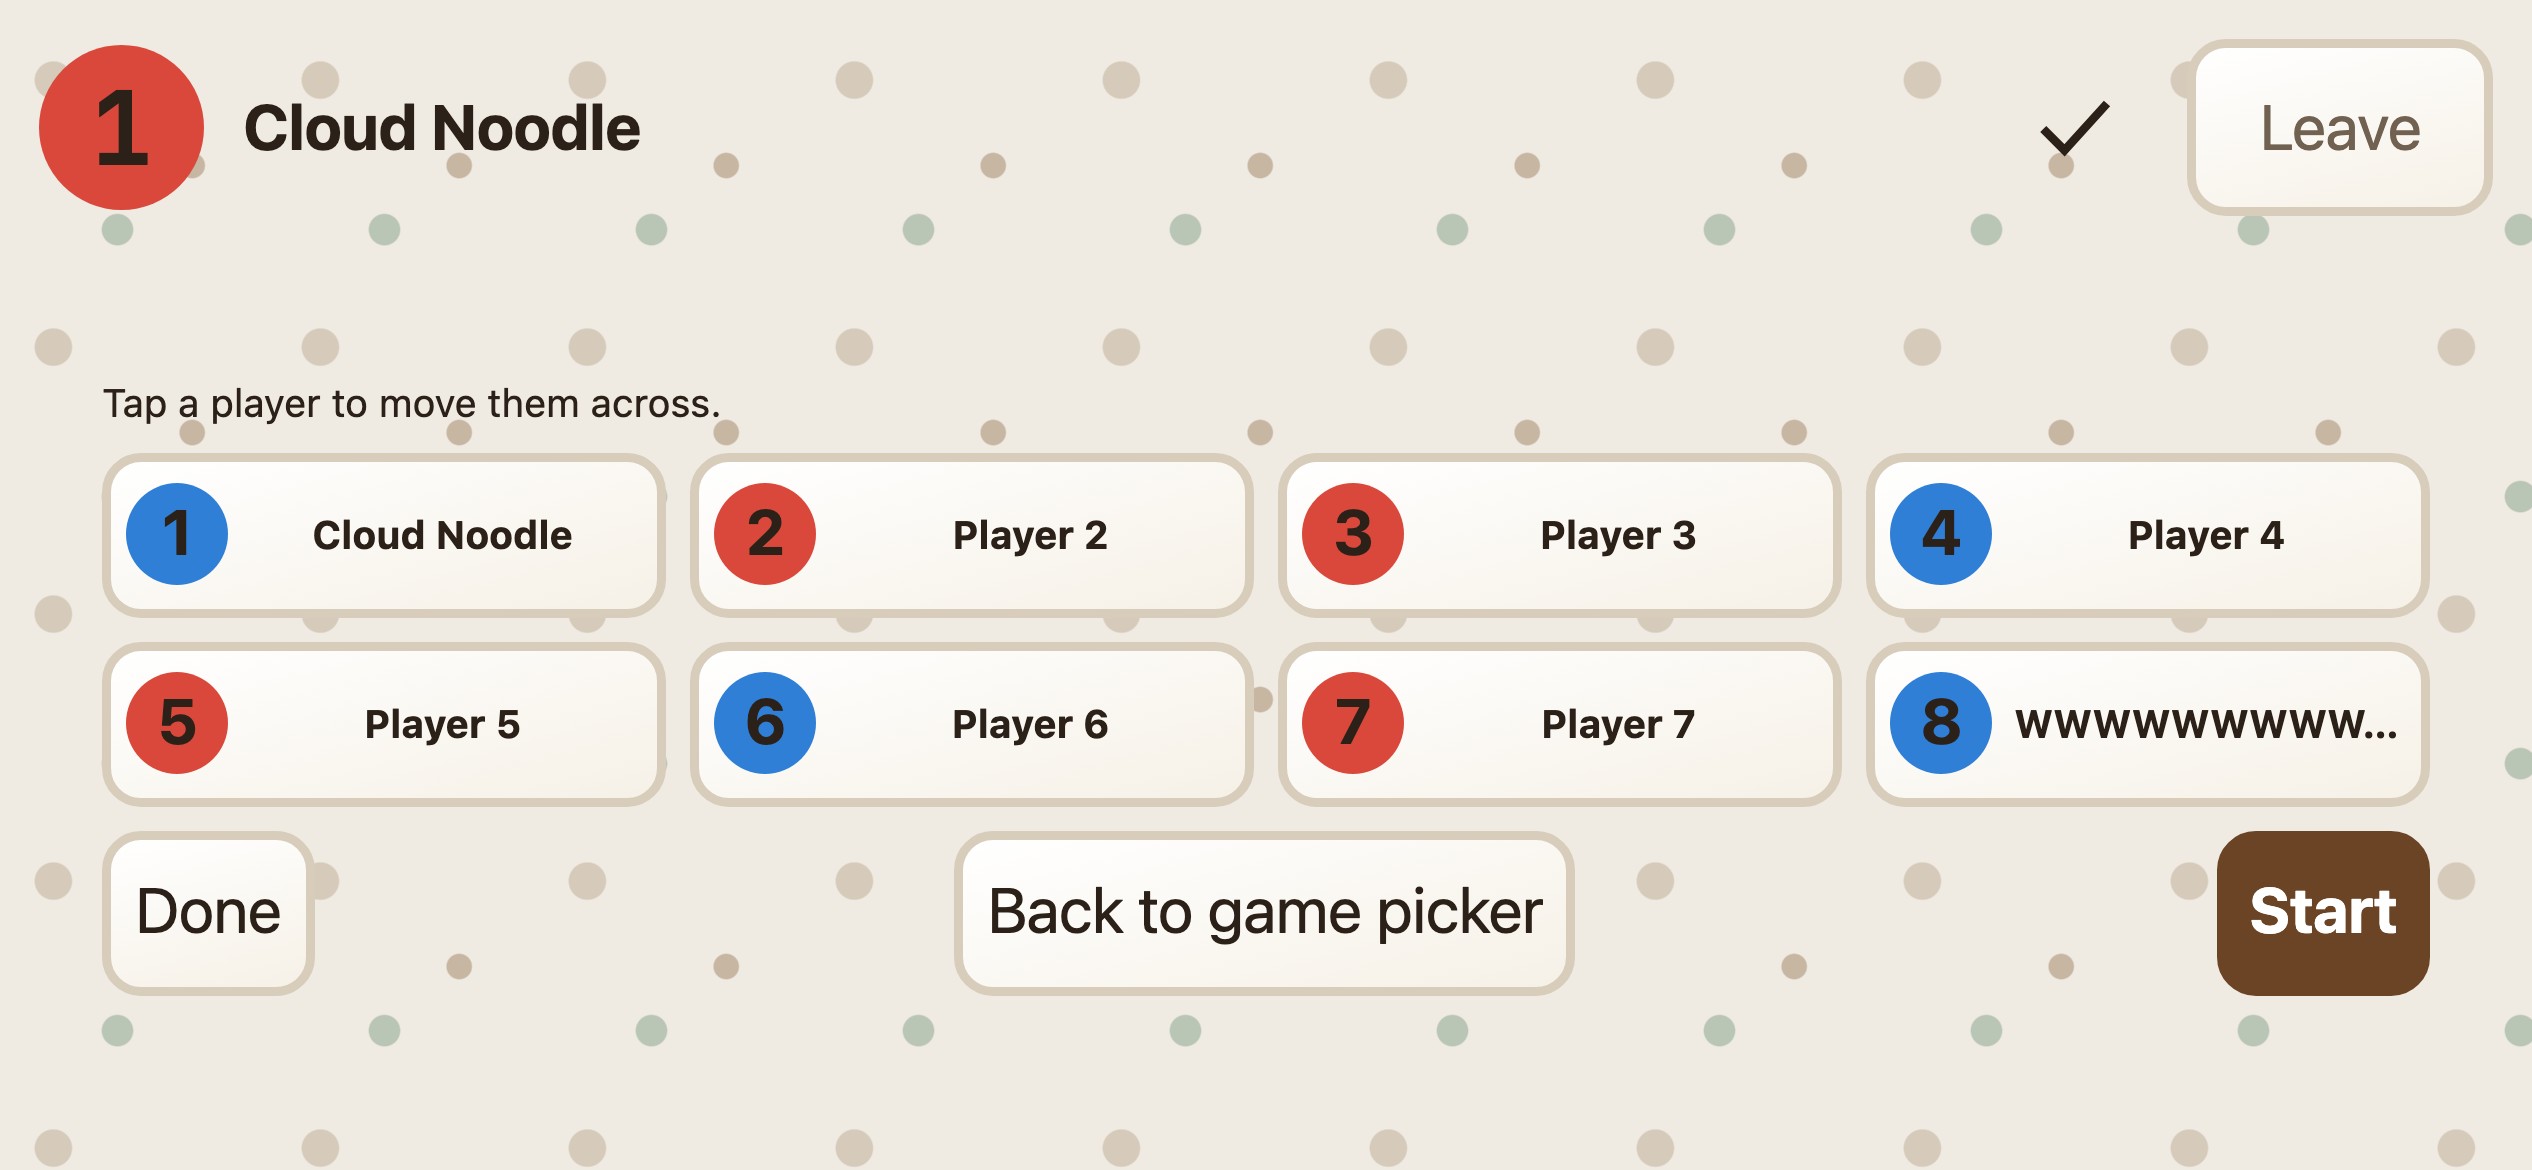 1 Cloud Noodle ✓ Leave
Tap a player to move them across.
1 Cloud Noodle 2 Player 2 3 Player 3 4 Player 4
5 Player 5 6 Player 6 7 Player 7 8 WWWWWWWWW...
Done Back to game picker Start